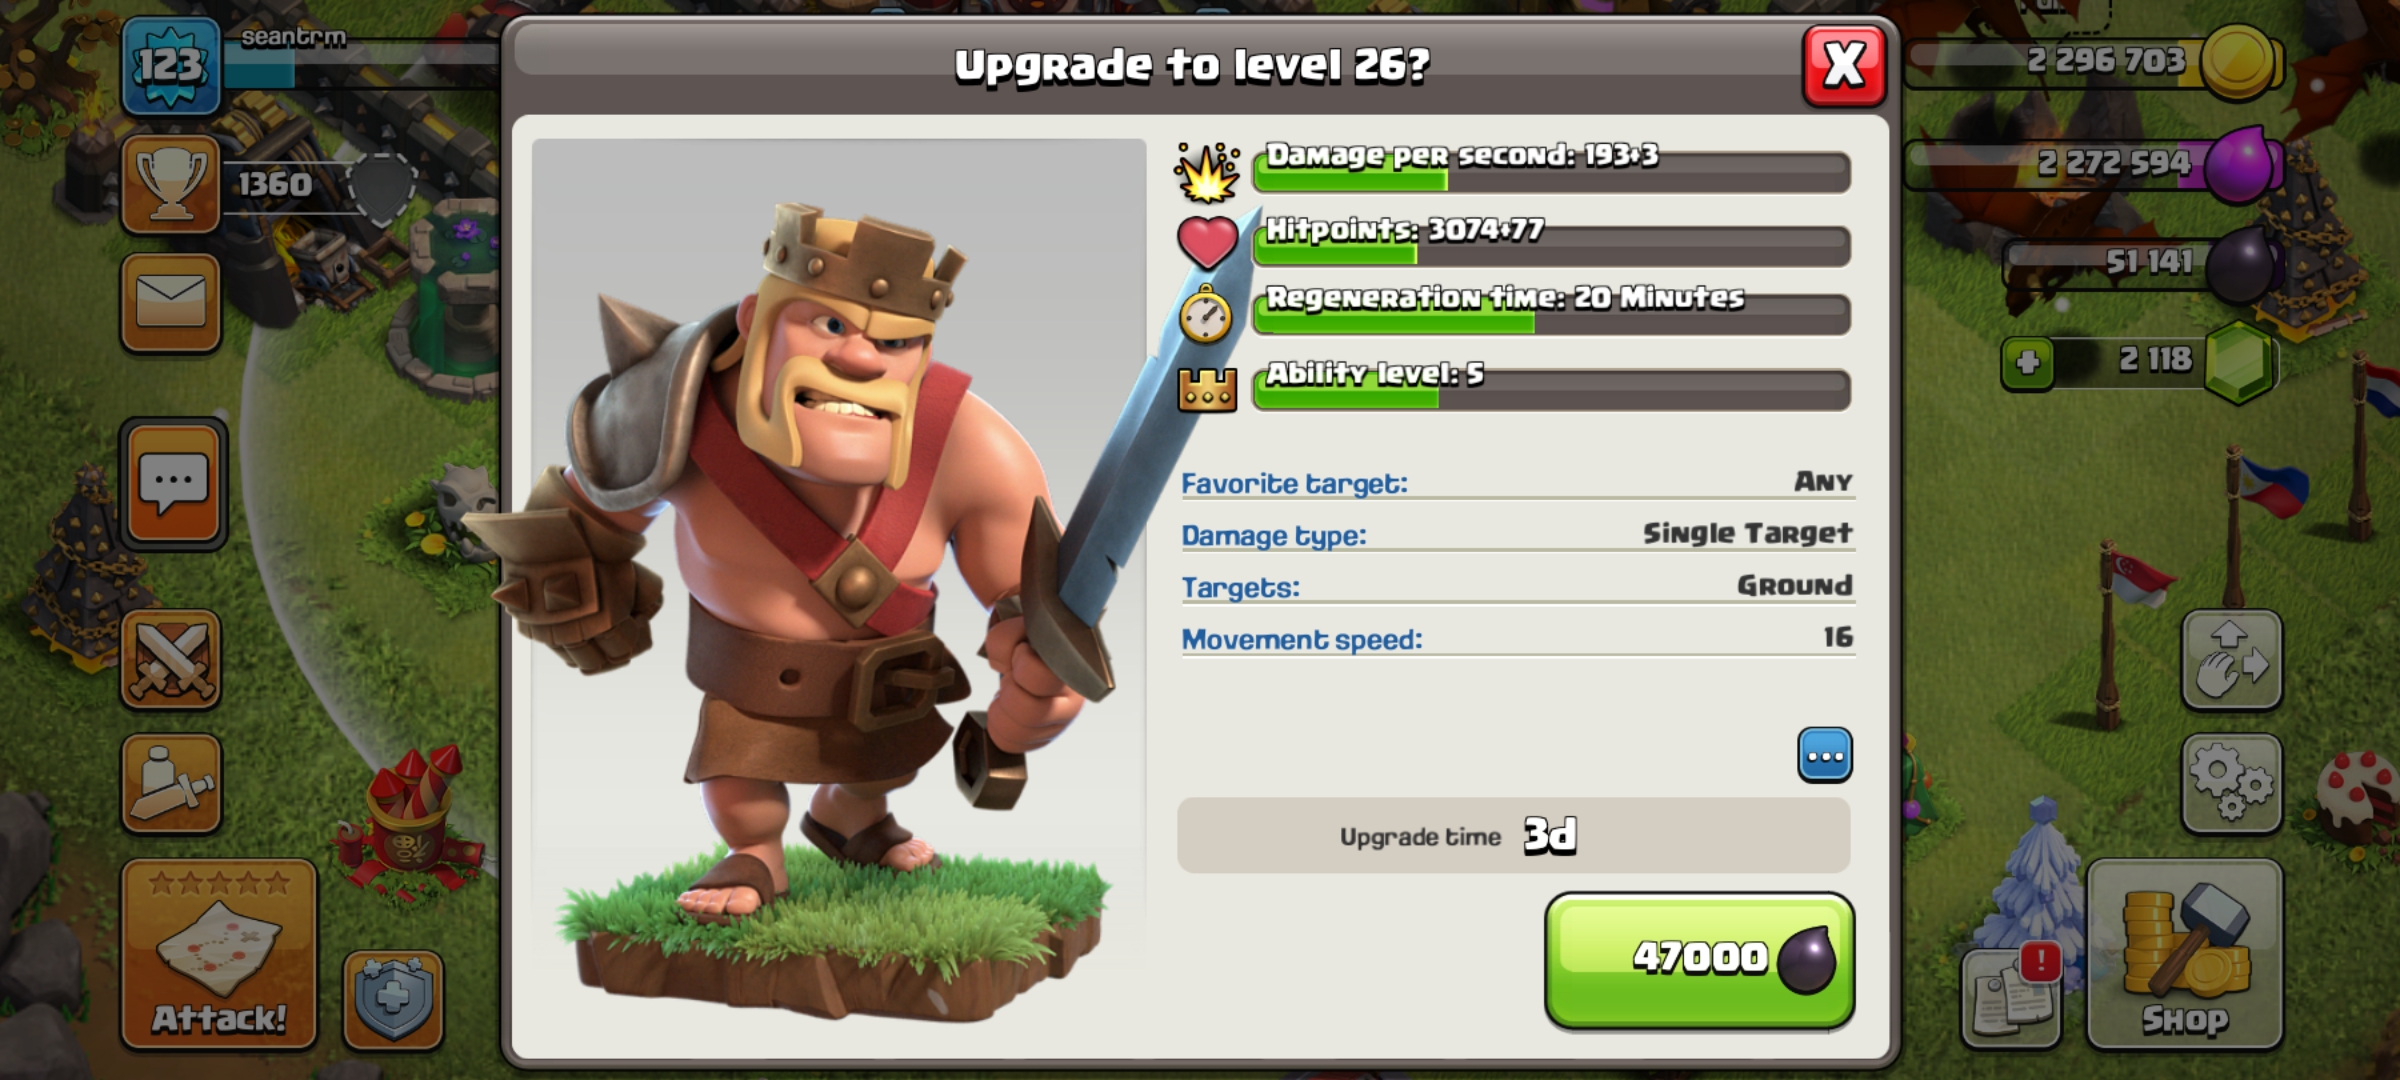 Upgrade to level 26?
X
123
seantrm
1360
2 296 703
2 272 594
51 141
2 118
Damage per second: 193+3
Hitpoints: 3074+77
Regeneration time: 20 Minutes
Ability level: 5
Favorite target: Any
Damage type: Single Target
Targets: Ground
Movement speed: 16
...
Upgrade time 3d
47000
Attack!
!
Shop